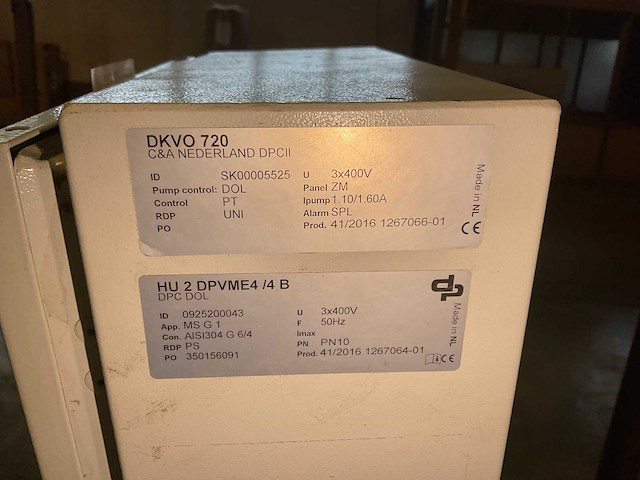 DKVO 720
C&A NEDERLAND DPCII
ID SK00005525 U 3x400V
Pump control: DOL Panel ZM
Control PT Ipump 1.10/1.60A
RDP UNI Alarm SPL
PO Prod. 41/2016 1267066-01
Made in NL
CE
HU 2 DPVME4 /4 B
DPC DOL
dp
ID 0925200043 U 3x400V
App. MS G 1 F 50Hz
Con. AISI304 G 6/4 Imax
RDP PS PN PN10
PO 350156091 Prod. 41/2016 1267064-01
Made in NL
CE